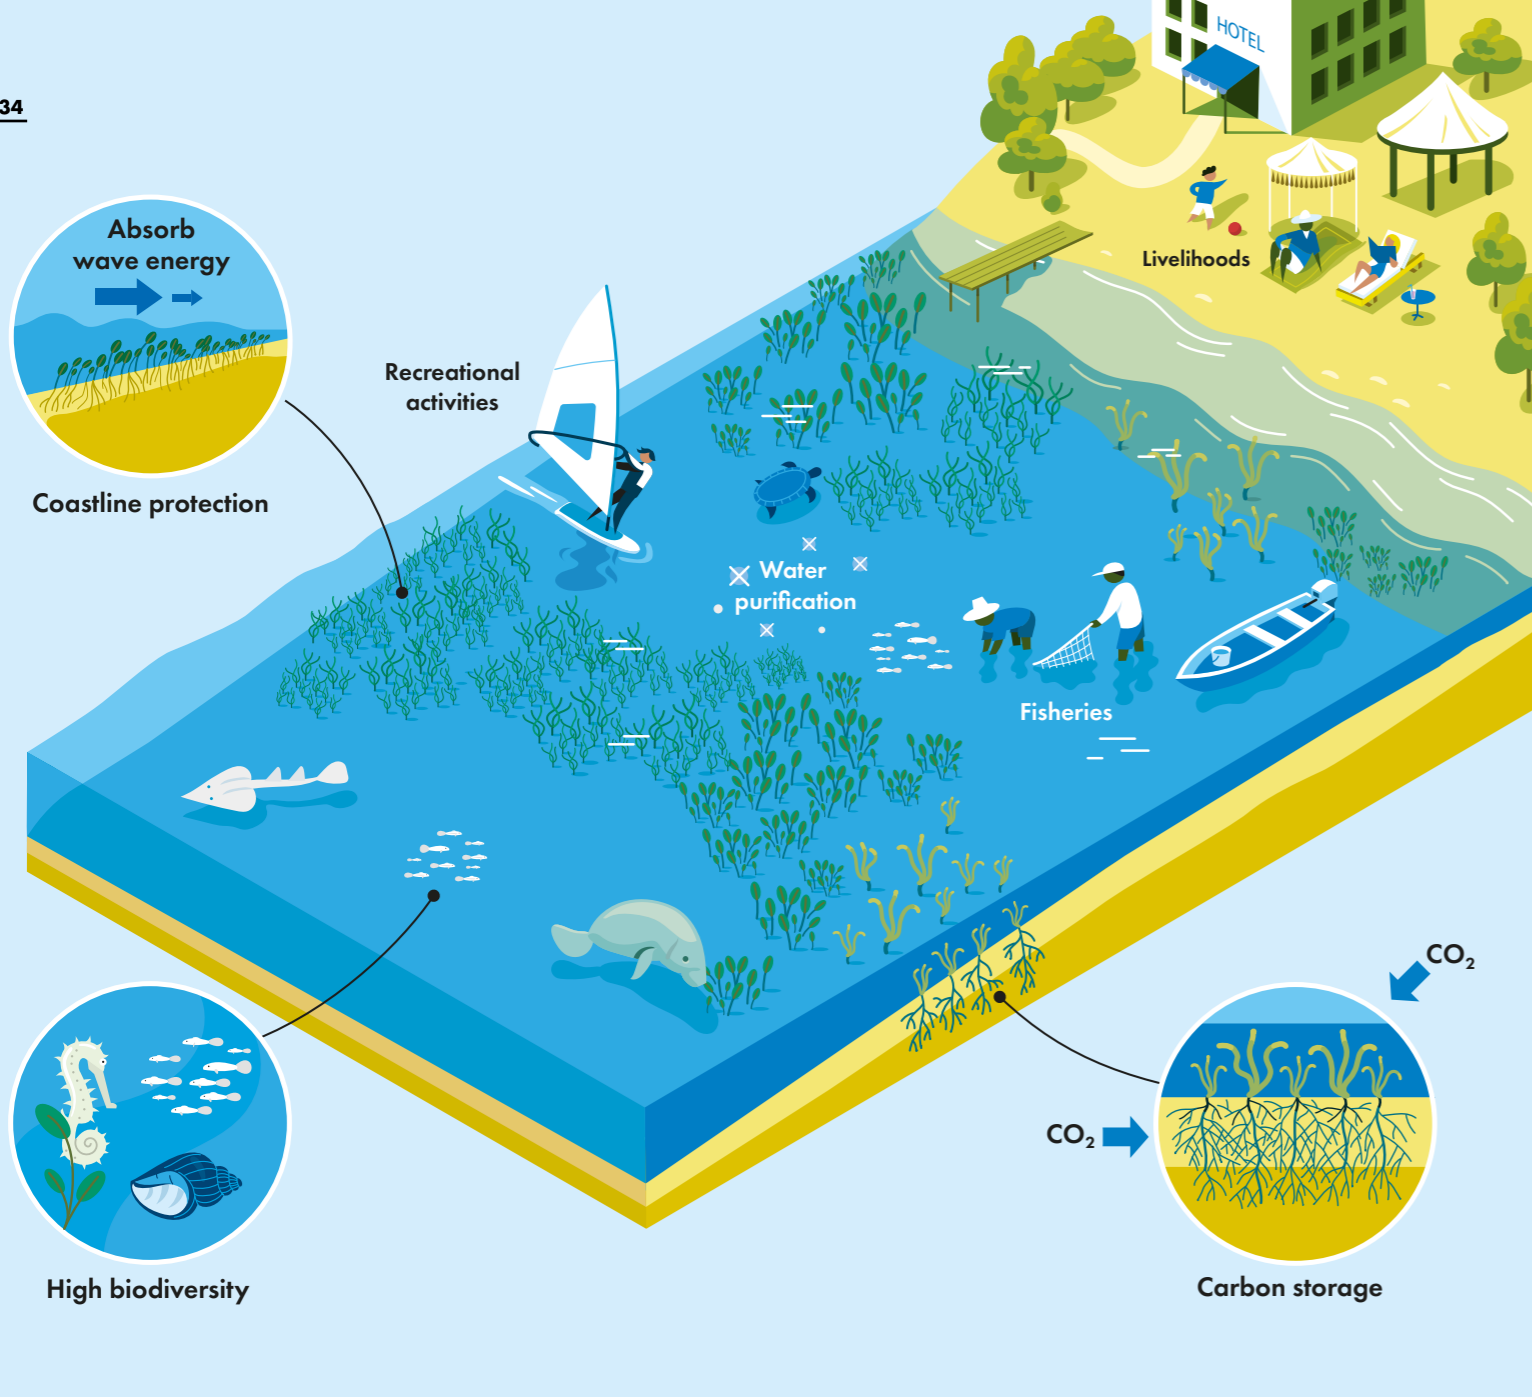 HOTEL
34
Absorb
wave energy
Livelihoods
Recreational
activities
Coastline protection
Water
purification
Fisheries
CO₂
CO₂
High biodiversity
Carbon storage